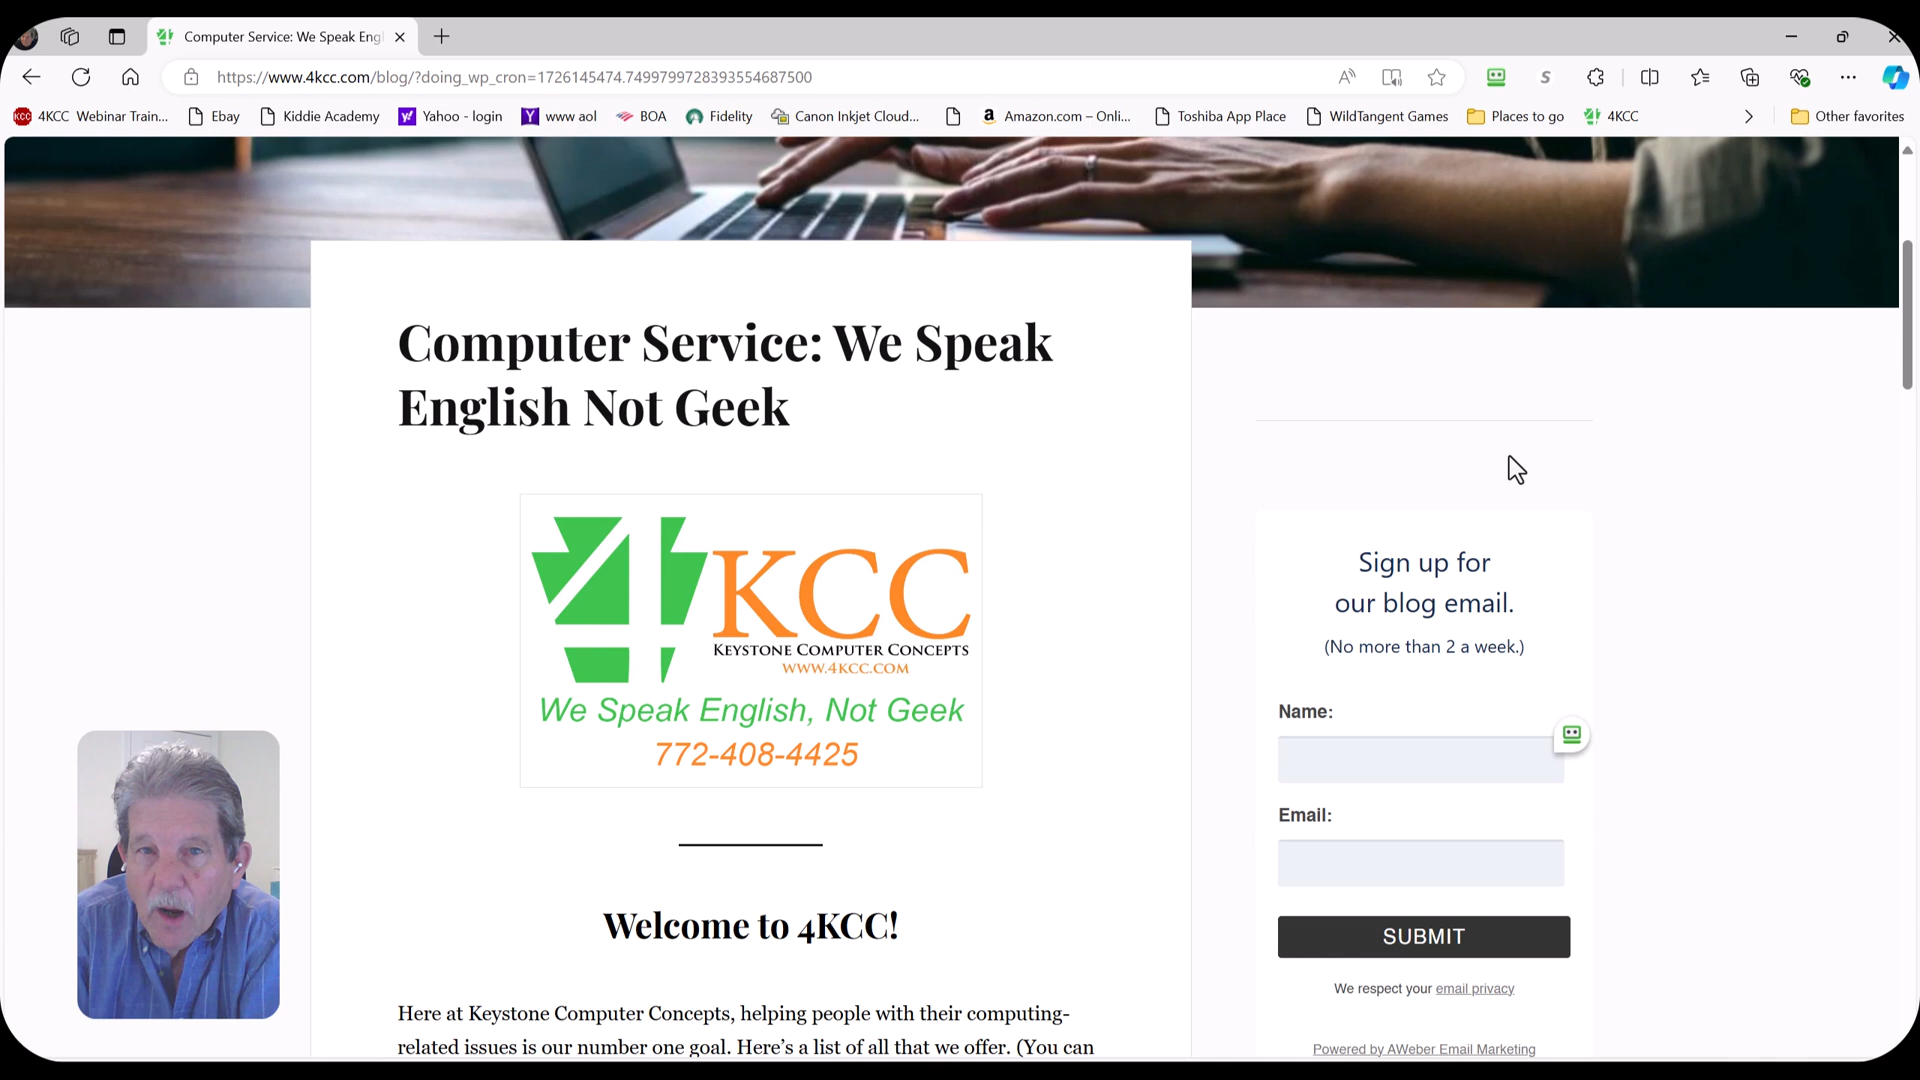 Computer Service: We Speak Eng
https://www.4kcc.com/blog/?doing_wp_cron=1726145474.7499799728393554687500
KCC 4KCC Webinar Train... Ebay Kiddie Academy Yahoo - login www aol BOA Fidelity Canon Inkjet Cloud... Amazon.com – Onli... Toshiba App Place WildTangent Games Places to go 4KCC Other favorites
Computer Service: We Speak
English Not Geek
4KCC
KEYSTONE COMPUTER CONCEPTS
WWW.4KCC.COM
We Speak English, Not Geek
772-408-4425
Welcome to 4KCC!
Here at Keystone Computer Concepts, helping people with their computing-
related issues is our number one goal. Here’s a list of all that we offer. (You can
Sign up for
our blog email.
(No more than 2 a week.)
Name:
Email:
SUBMIT
We respect your email privacy
Powered by AWeber Email Marketing